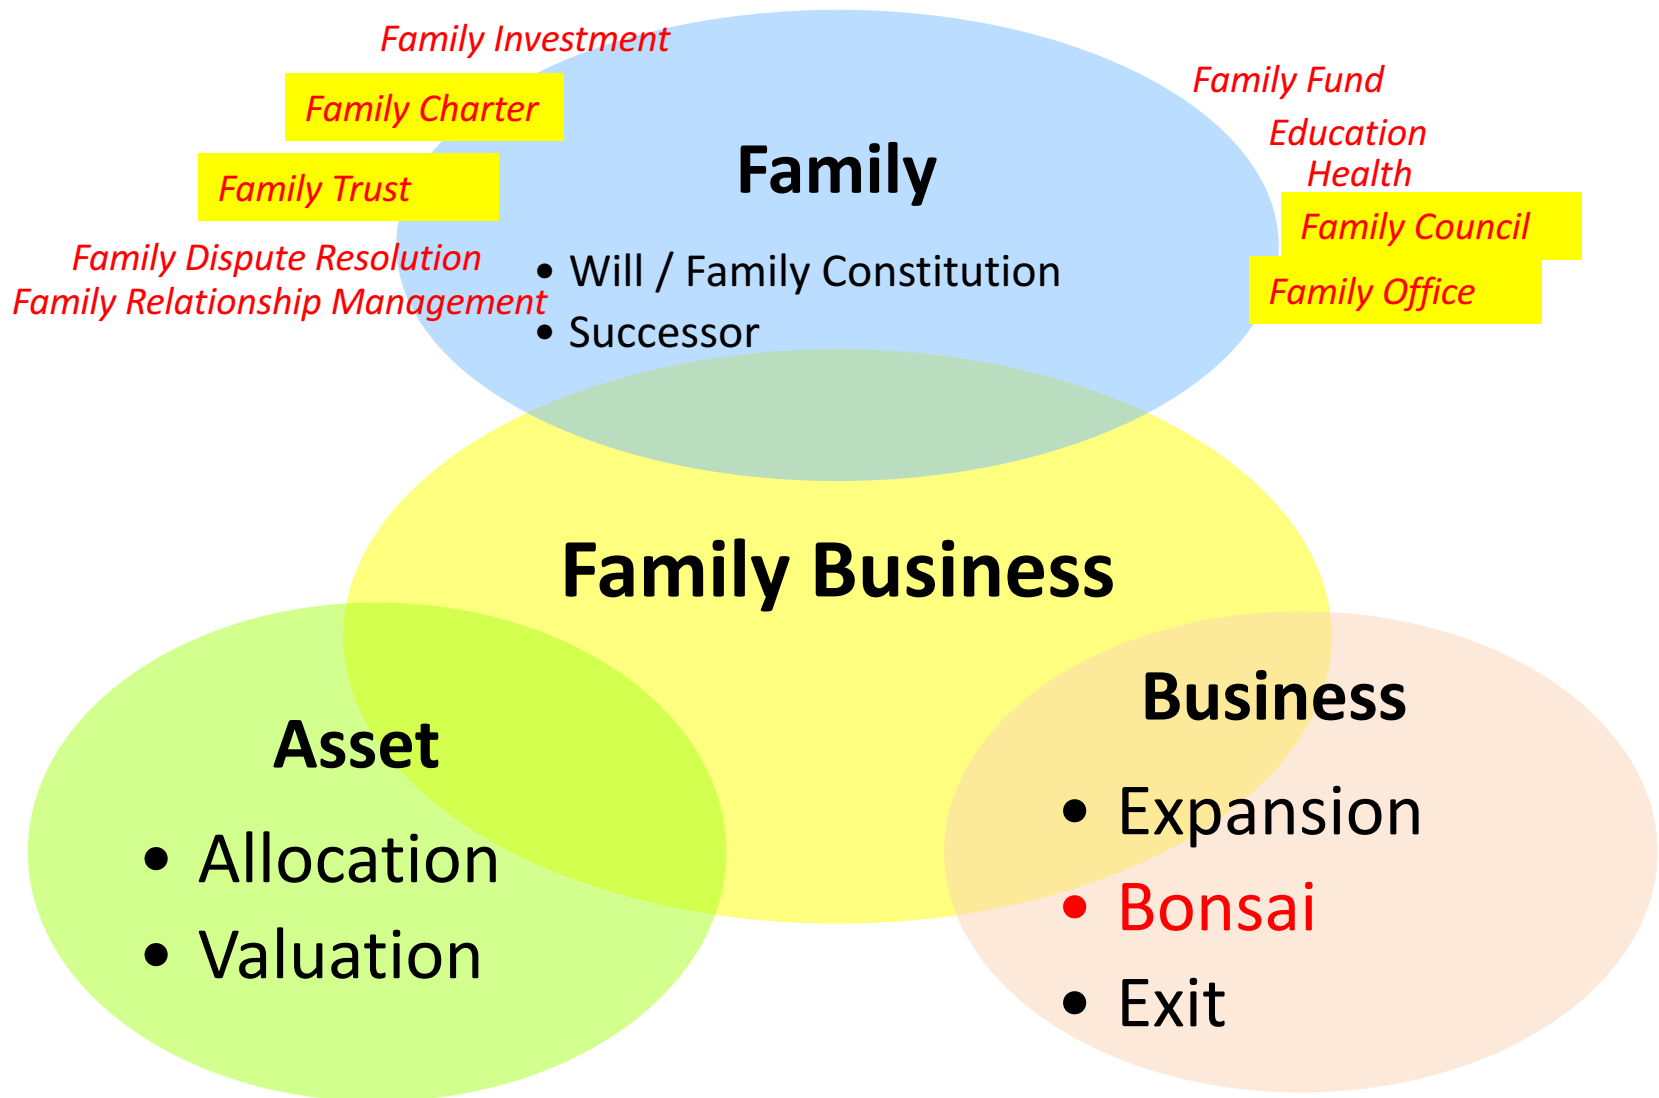 Family Investment
Family Charter
Family Trust
Family Dispute Resolution
Family Relationship Management
Family Fund
Education
Health
Family Council
Family Office
Family
• Will / Family Constitution
• Successor
Family Business
Asset
• Allocation
• Valuation
Business
• Expansion
• Bonsai
• Exit